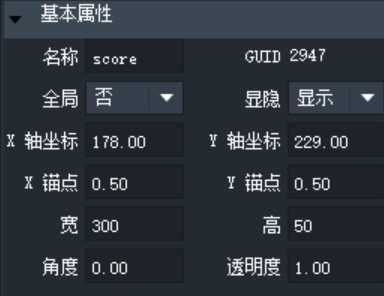 基本属性
名称 score GUID 2947
全局 否 显隐 显示
X 轴坐标 178.00 Y 轴坐标 229.00
X 锚点 0.50 Y 锚点 0.50
宽 300 高 50
角度 0.00 透明度 1.00